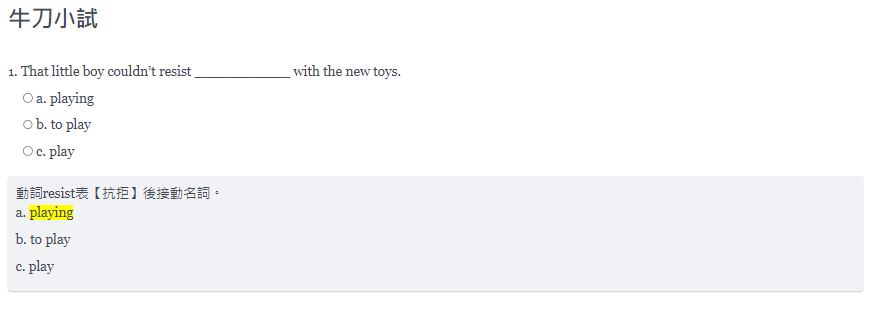 牛刀小試
1. That little boy couldn’t resist _____________ with the new toys.
a. playing
b. to play
c. play
動詞resist表【抗拒】後接動名詞。
a. playing
b. to play
c. play